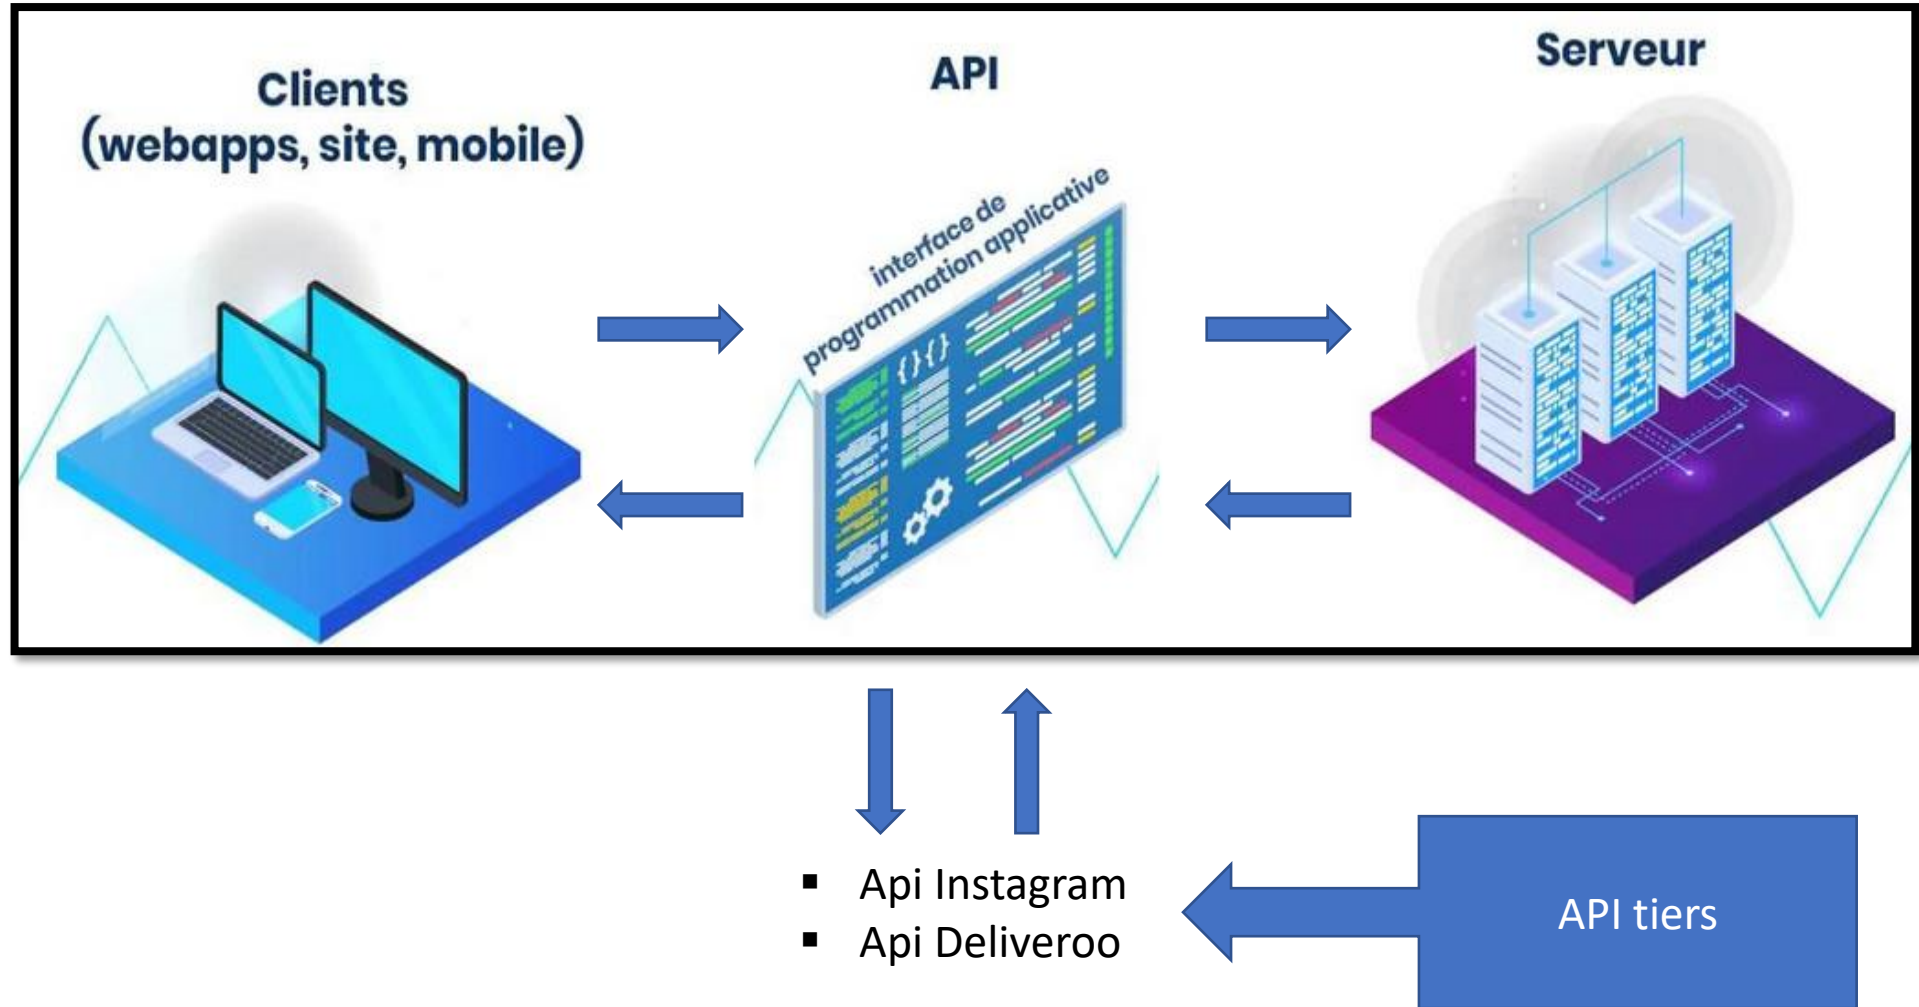 Clients
(webapps, site, mobile)
API
interface de
programmation applicative
Serveur
{}{}
▪ Api Instagram
▪ Api Deliveroo
API tiers